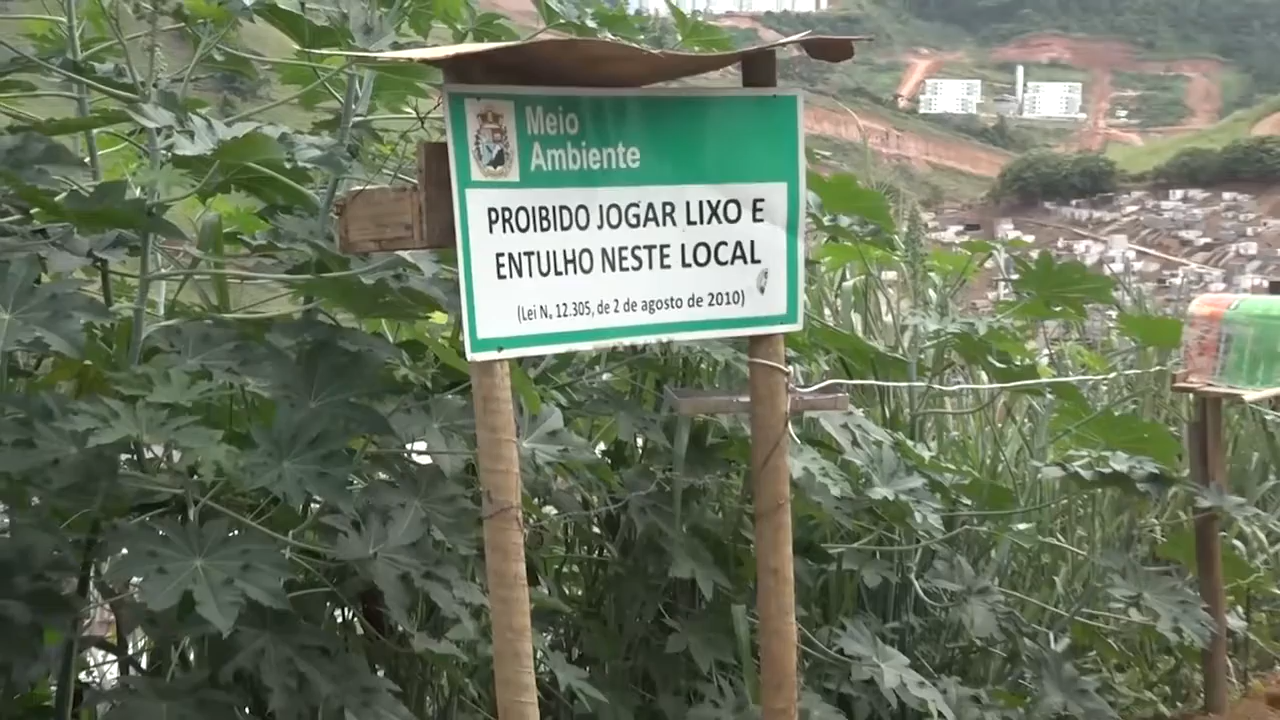 Meio
Ambiente
PROIBIDO JOGAR LIXO E
ENTULHO NESTE LOCAL
(Lei N. 12.305, de 2 de agosto de 2010)